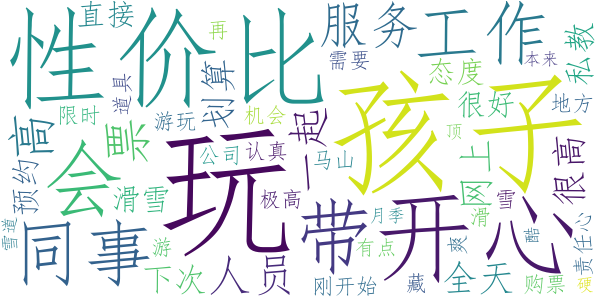 直接
再
服务
工作
性价比
需要
本来
私教
态度
限时
道具
划算
孩子
很好
地方
游玩
机会
顶
高
票
一起
预约
会
玩
公司
认真
马山
网上
很高
滑雪
极高
带
开心
雪
月季
滑
责任心
雪道
同事
游
有点
爽
酷
下次
人员
刚开始
藏
全天
购票
硬